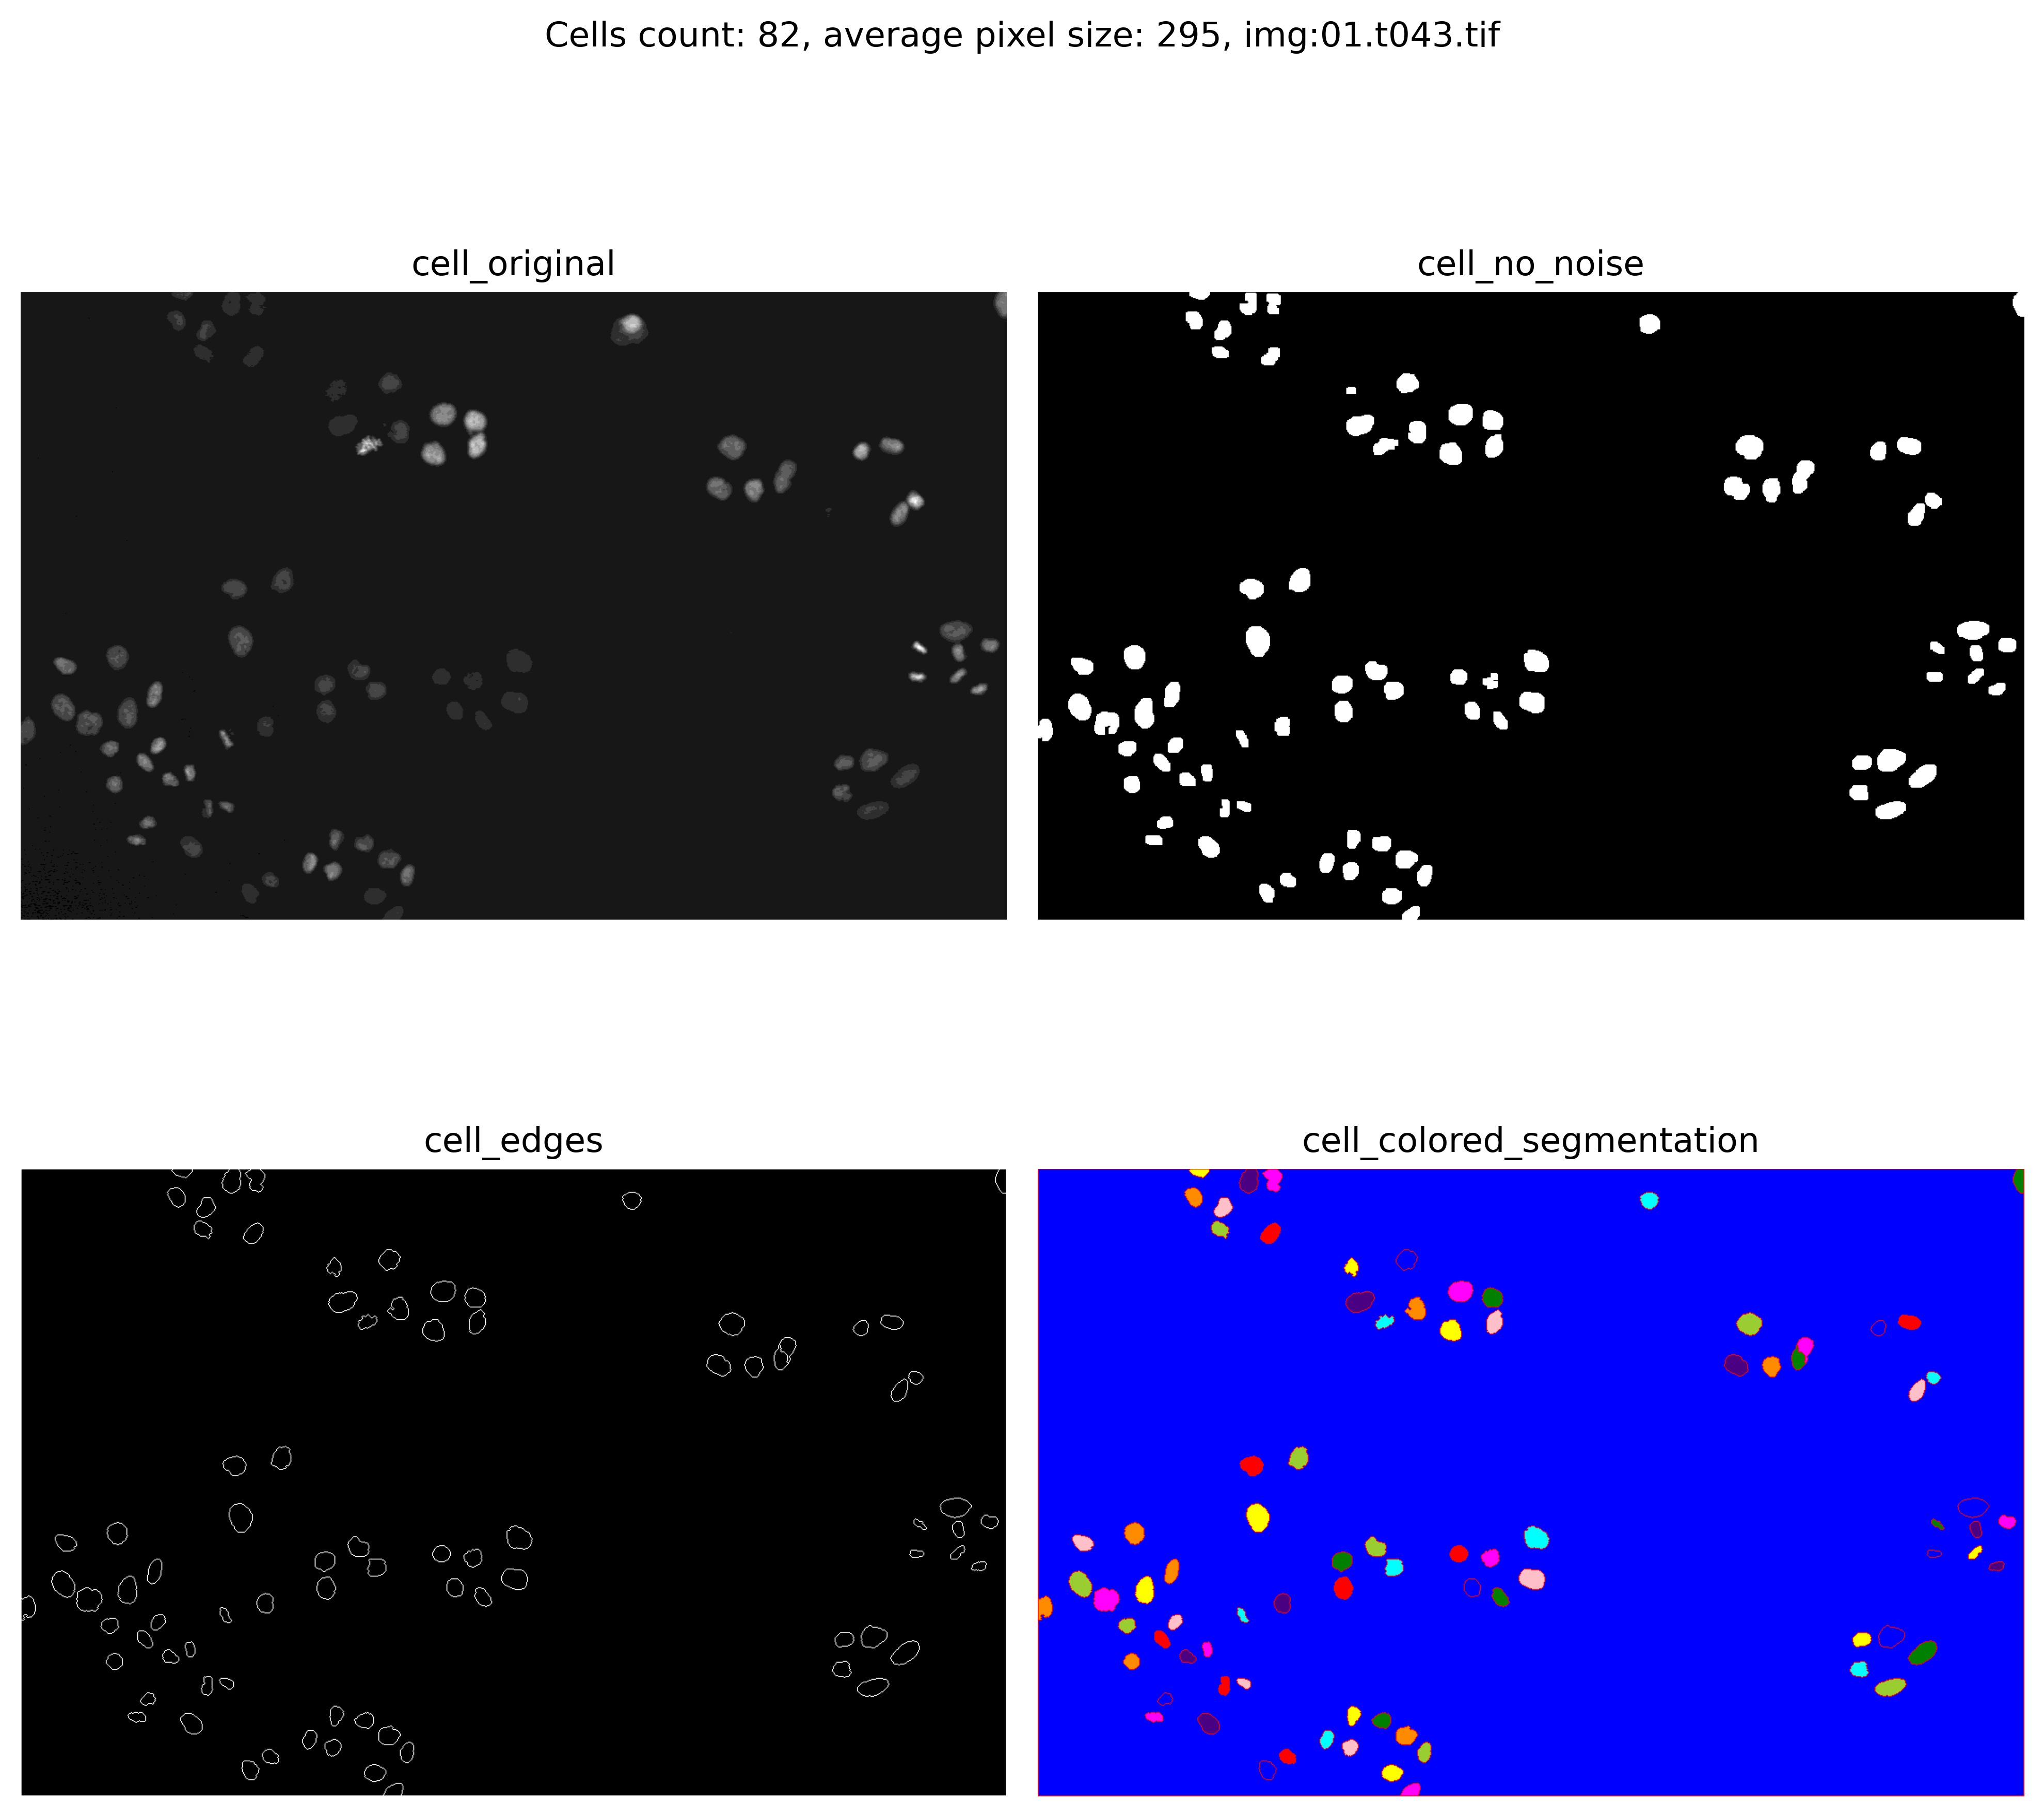 Cells count: 82, average pixel size: 295, img:01.t043.tif
cell_original
cell_no_noise
cell_edges
cell_colored_segmentation